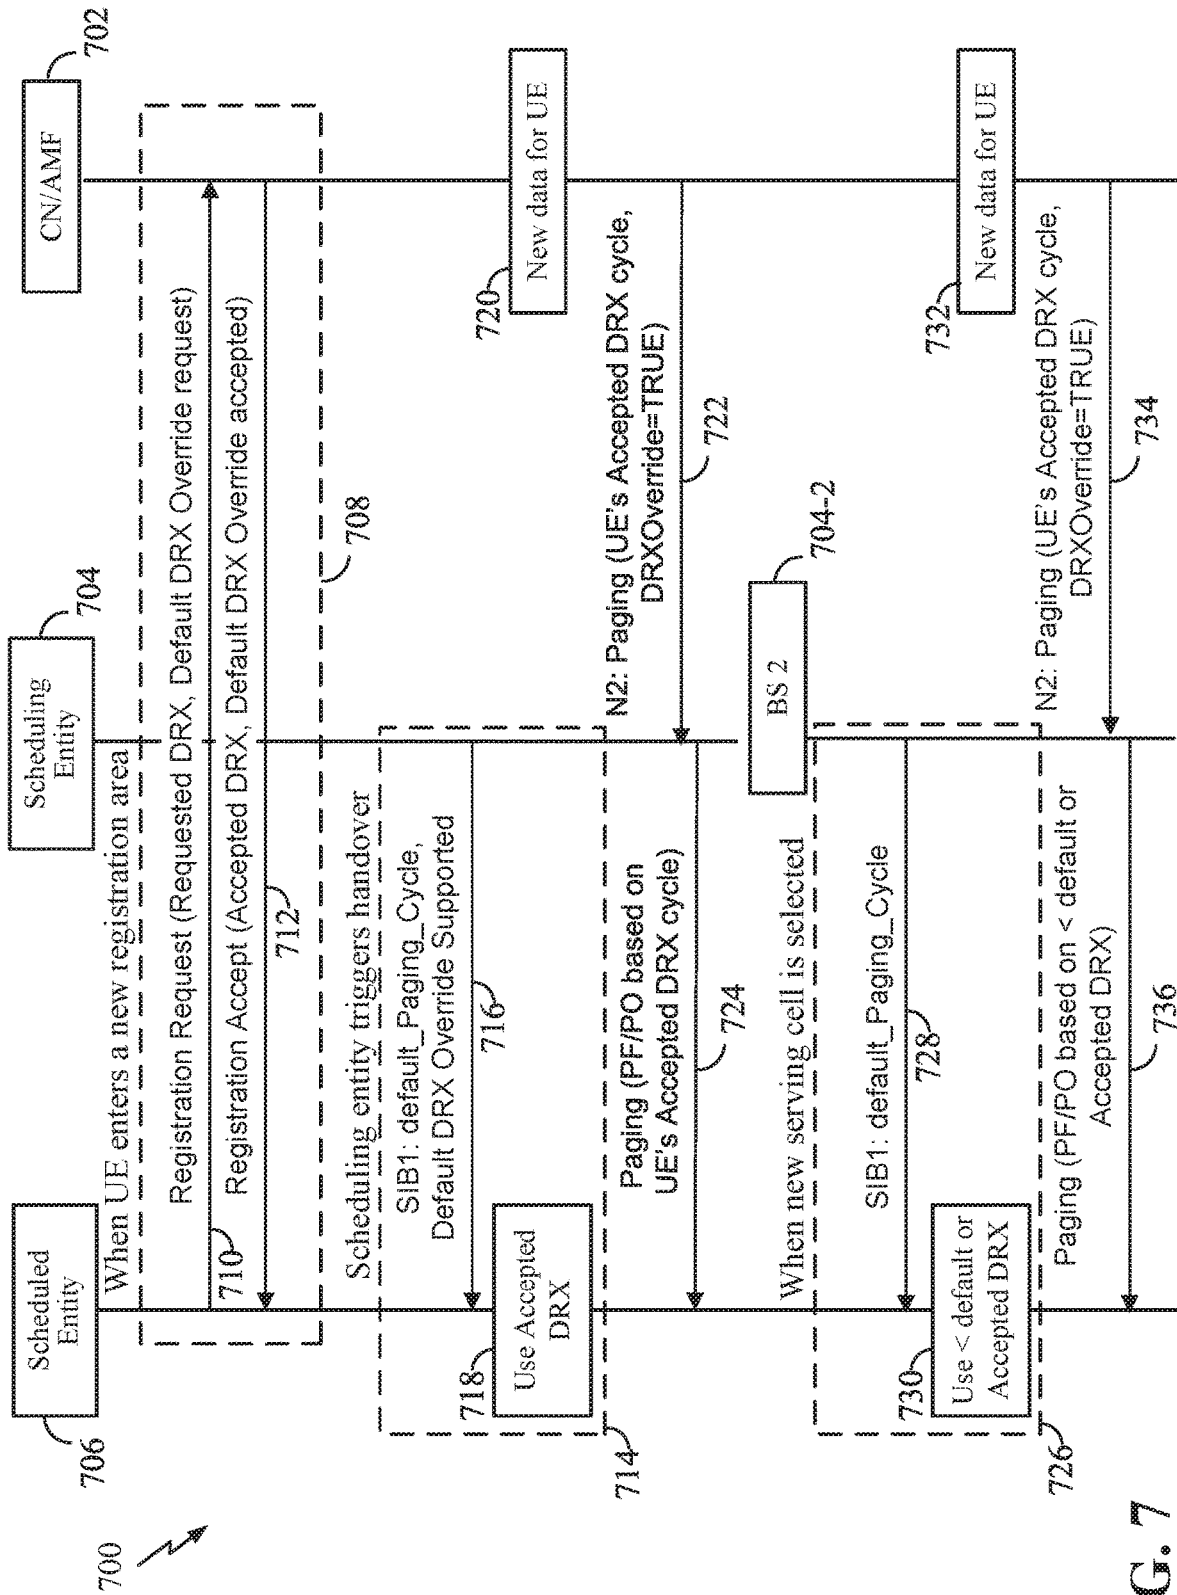 700
706
Scheduled
Entity
Scheduling
Entity
704
CN/AMF
702
When UE enters a new registration area
Registration Request (Requested DRX, Default DRX Override request)
710
Registration Accept (Accepted DRX, Default DRX Override accepted)
712
708
Scheduling entity triggers handover
SIB1: default_Paging_Cycle,
Default DRX Override Supported
716
718
Use Accepted
DRX
714
720
New data for UE
N2: Paging (UE's Accepted DRX cycle,
DRXOverride=TRUE)
722
Paging (PF/PO based on
UE's Accepted DRX cycle)
724
BS 2
704-2
When new serving cell is selected
SIB1: default_Paging_Cycle
728
730
Use < default or
Accepted DRX
726
732
New data for UE
N2: Paging (UE's Accepted DRX cycle,
DRXOverride=TRUE)
734
Paging (PF/PO based on < default or
Accepted DRX)
736
G. 7